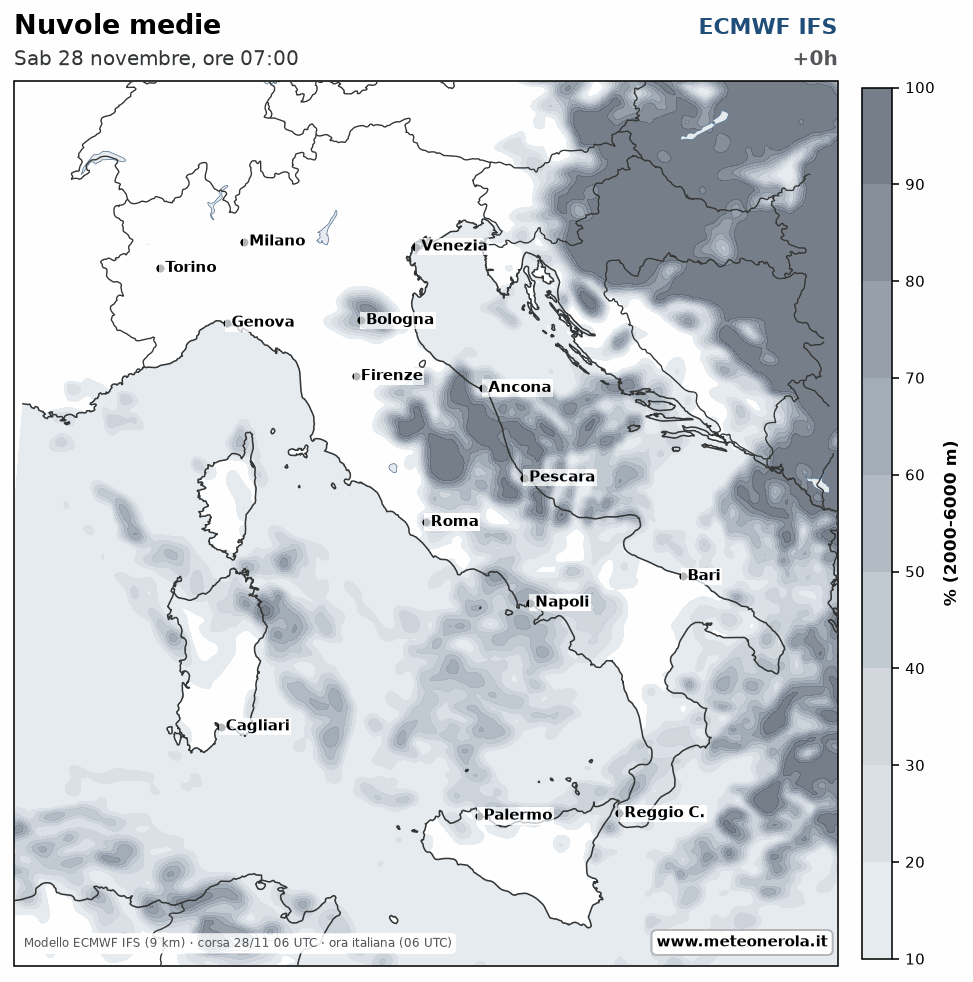 Nuvole medie
ECMWF IFS
Sab 28 novembre, ore 07:00
+0h
100
90
80
70
60
50
40
30
20
10
% (2000-6000 m)
Milano
Venezia
Torino
Bologna
Genova
Firenze
Ancona
Pescara
Roma
Bari
Napoli
Cagliari
Palermo
Reggio C.
Modello ECMWF IFS (9 km) · corsa 28/11 06 UTC · ora italiana (06 UTC)
www.meteonerola.it